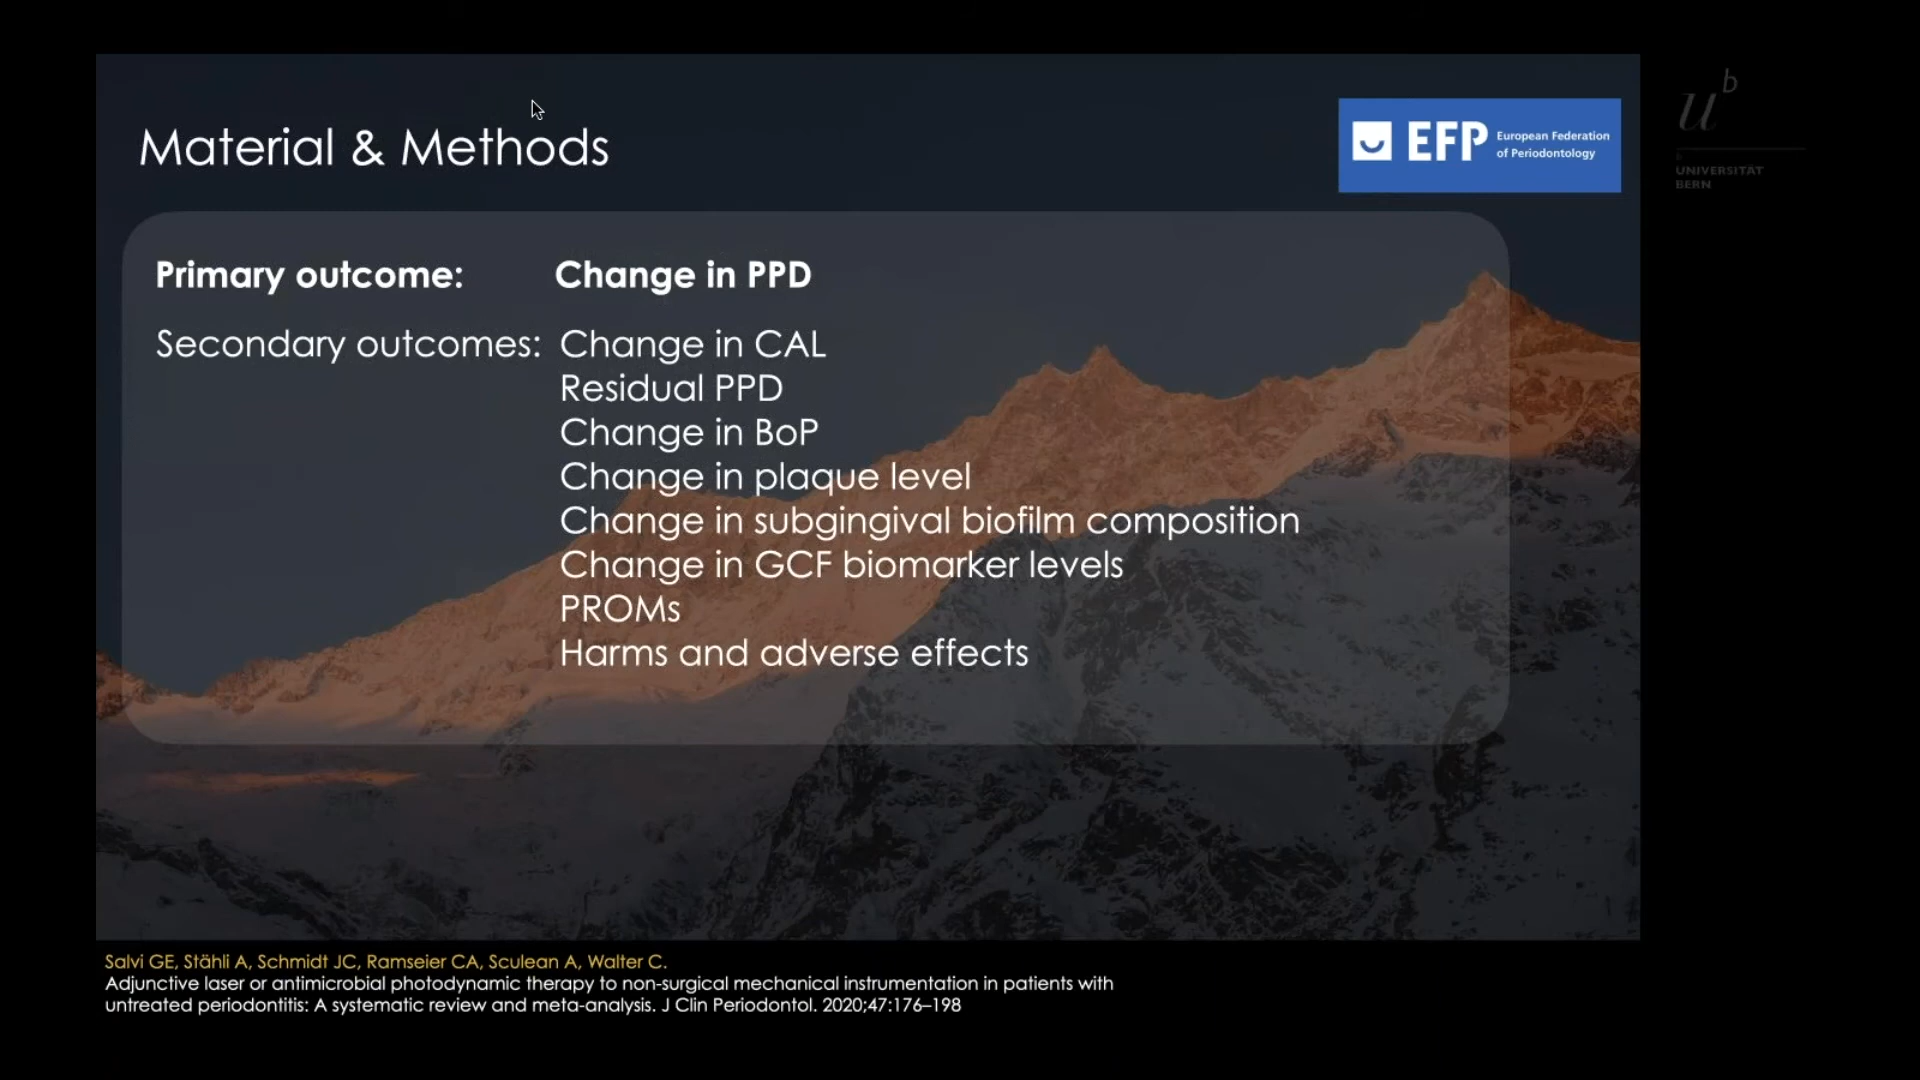 Material & Methods
EFP European Federation
of Periodontology
u b
UNIVERSITÄT
BERN
Primary outcome: Change in PPD
Secondary outcomes: Change in CAL
Residual PPD
Change in BoP
Change in plaque level
Change in subgingival biofilm composition
Change in GCF biomarker levels
PROMs
Harms and adverse effects
Salvi GE, Stähli A, Schmidt JC, Ramseier CA, Sculean A, Walter C.
Adjunctive laser or antimicrobial photodynamic therapy to non-surgical mechanical instrumentation in patients with
untreated periodontitis: A systematic review and meta-analysis. J Clin Periodontol. 2020;47:176–198